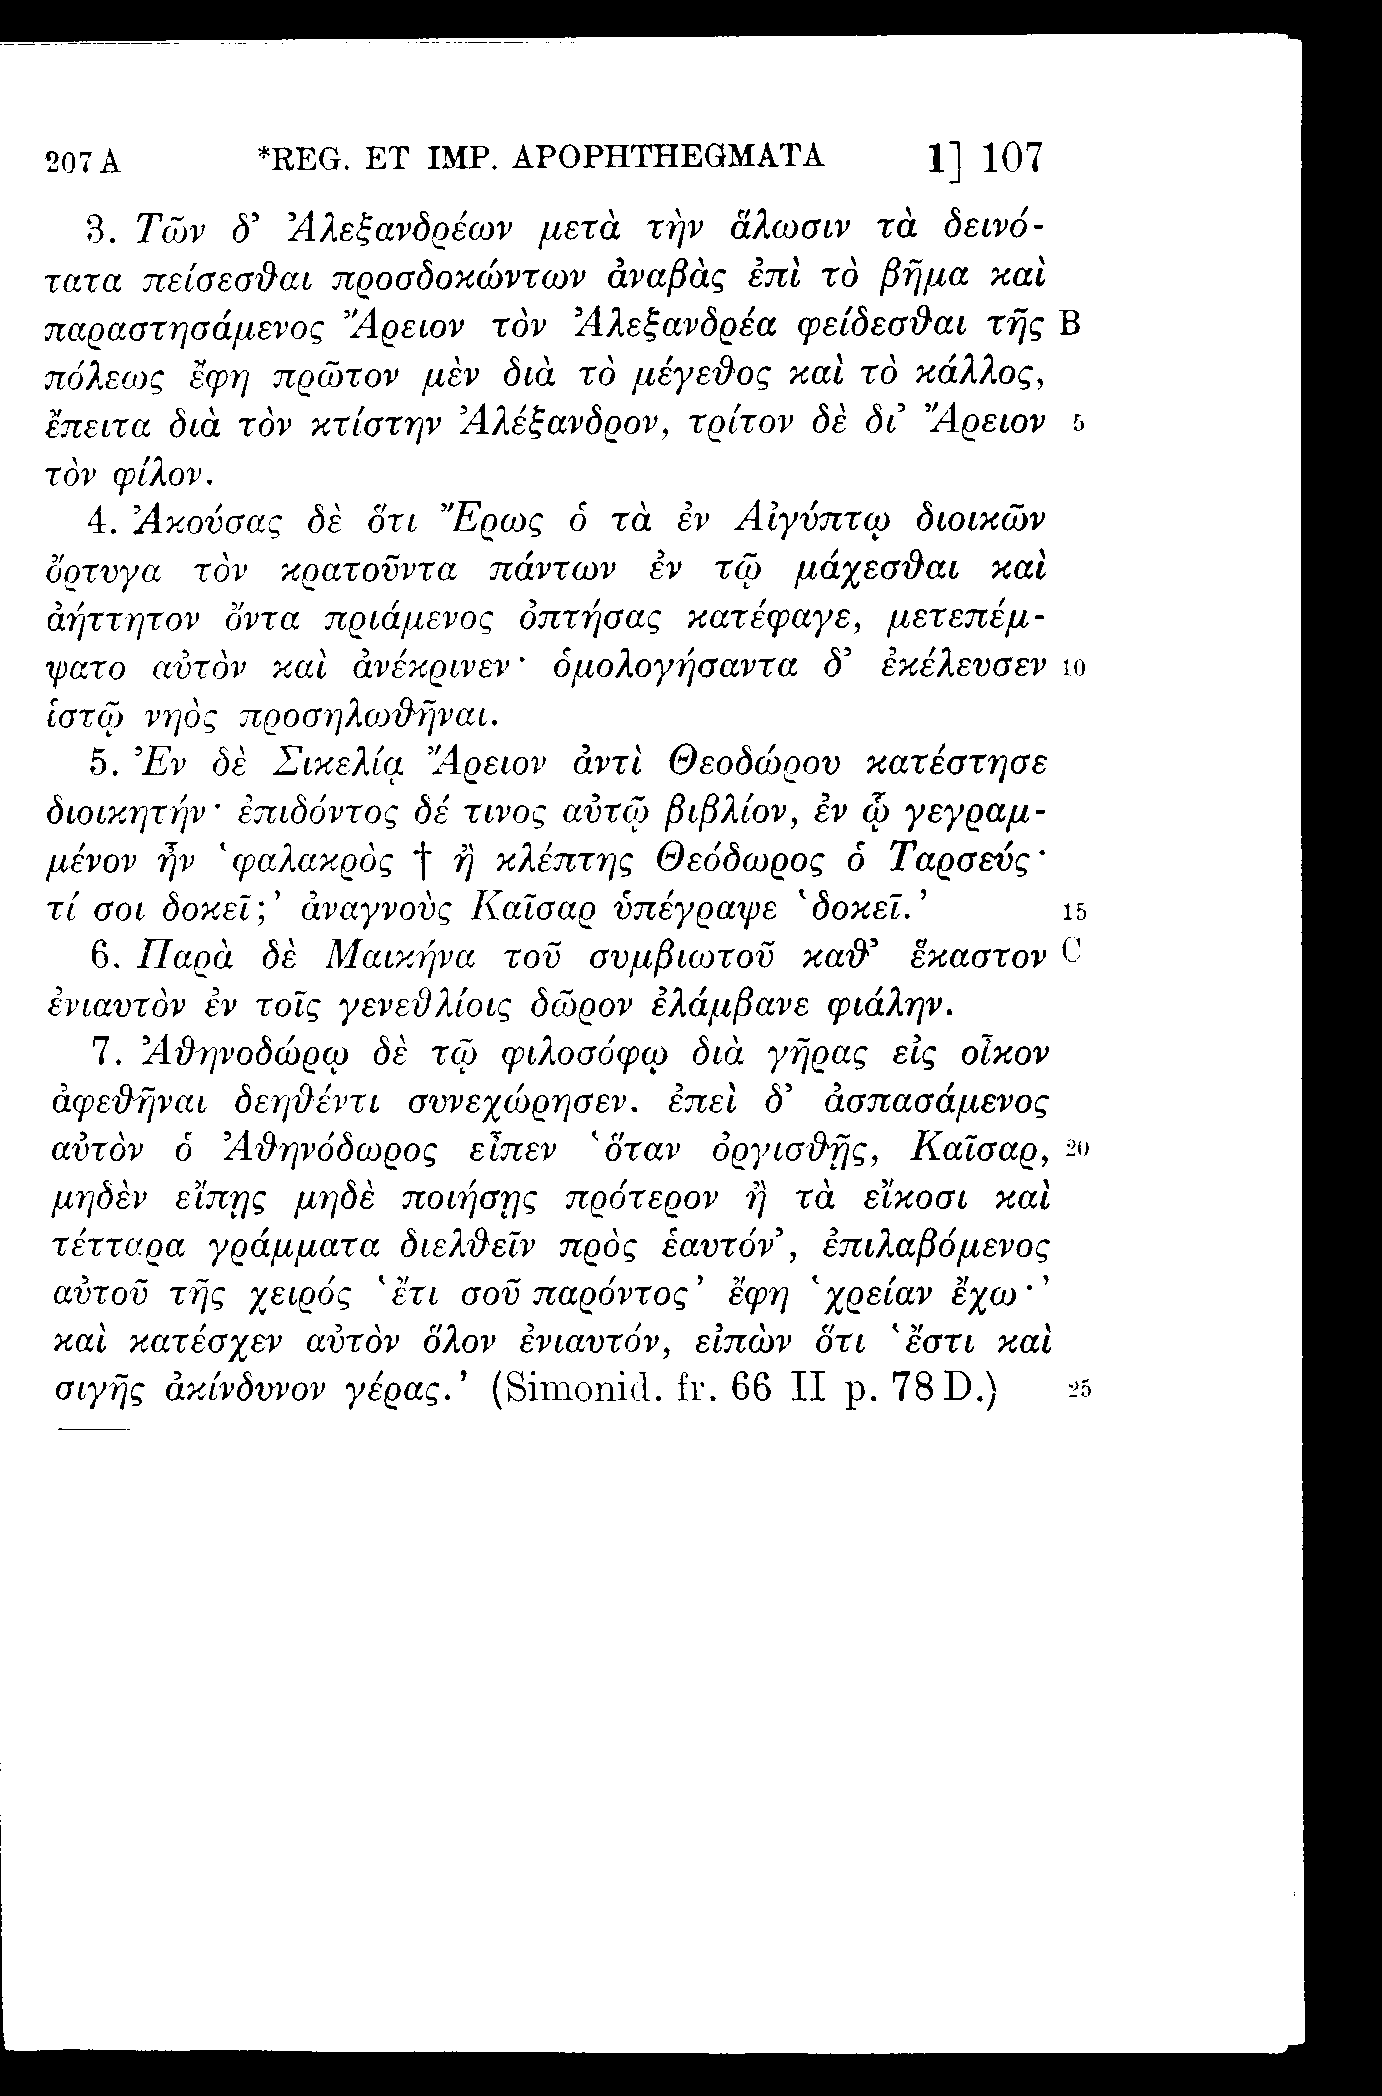 207 A *REG. ET IMP. APOPHTHEGMATA 1] 107
3. Τῶν δ’ Ἀλεξανδρέων μετὰ τὴν ἅλωσιν τὰ δεινό-
τατα πείσεσθαι προσδοκώντων ἀναβὰς ἐπὶ τὸ βῆμα καὶ
παραστησάμενος Ἄρειον τὸν Ἀλεξανδρέα φείδεσθαι τῆς B
πόλεως ἔφη πρῶτον μὲν διὰ τὸ μέγεθος καὶ τὸ κάλλος,
ἔπειτα διὰ τὸν κτίστην Ἀλέξανδρον, τρίτον δὲ δι’ Ἄρειον 5
τὸν φίλον.
4. Ἀκούσας δὲ ὅτι Ἔρως ὁ τὰ ἐν Αἰγύπτῳ διοικῶν
ὄρτυγα τὸν κρατοῦντα πάντων ἐν τῷ μάχεσθαι καὶ
ἀήττητον ὄντα πριάμενος ὀπτήσας κατέφαγε, μετεπέμ-
ψατο αὐτὸν καὶ ἀνέκρινεν· ὁμολογήσαντα δ’ ἐκέλευσεν 10
ἱστῷ νηὸς προσηλωθῆναι.
5. Ἐν δὲ Σικελίᾳ Ἄρειον ἀντὶ Θεοδώρου κατέστησε
διοικητήν· ἐπιδόντος δέ τινος αὐτῷ βιβλίον, ἐν ᾧ γεγραμ-
μένον ἦν ‘φαλακρὸς † ἢ κλέπτης Θεόδωρος ὁ Ταρσεύς·
τί σοι δοκεῖ;’ ἀναγνοὺς Καῖσαρ ὑπέγραψε ‘δοκεῖ.’ 15
6. Παρὰ δὲ Μαικήνα τοῦ συμβιωτοῦ καθ’ ἕκαστον C
ἐνιαυτὸν ἐν τοῖς γενεθλίοις δῶρον ἐλάμβανε φιάλην.
7. Ἀθηνοδώρῳ δὲ τῷ φιλοσόφῳ διὰ γῆρας εἰς οἶκον
ἀφεθῆναι δεηθέντι συνεχώρησεν. ἐπεὶ δ’ ἀσπασάμενος
αὐτὸν ὁ Ἀθηνόδωρος εἶπεν ‘ὅταν ὀργισθῇς, Καῖσαρ, 20
μηδὲν εἴπῃς μηδὲ ποιήσῃς πρότερον ἢ τὰ εἴκοσι καὶ
τέτταρα γράμματα διελθεῖν πρὸς ἑαυτόν’, ἐπιλαβόμενος
αὐτοῦ τῆς χειρός ‘ἔτι σοῦ παρόντος’ ἔφη ‘χρείαν ἔχω·’
καὶ κατέσχεν αὐτὸν ὅλον ἐνιαυτόν, εἰπὼν ὅτι ‘ἔστι καὶ
σιγῆς ἀκίνδυνον γέρας.’ (Simonid. fr. 66 II p. 78 D.) 25